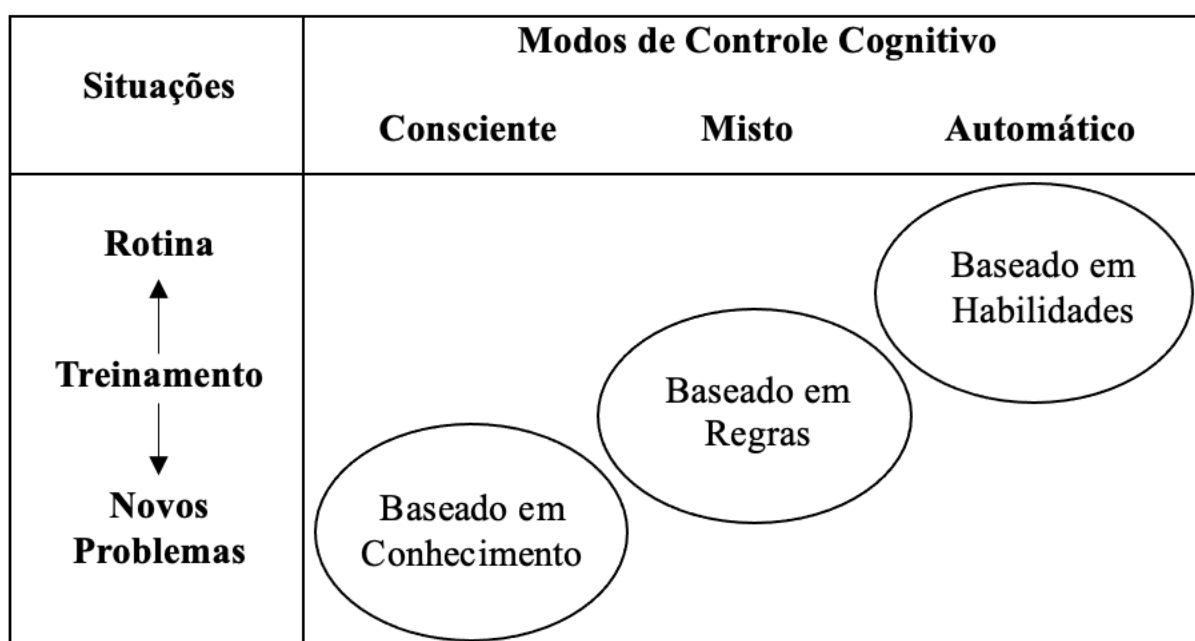 Situações
Modos de Controle Cognitivo
Consciente
Misto
Automático
Rotina
Treinamento
Novos
Problemas
Baseado em
Habilidades
Baseado em
Regras
Baseado em
Conhecimento